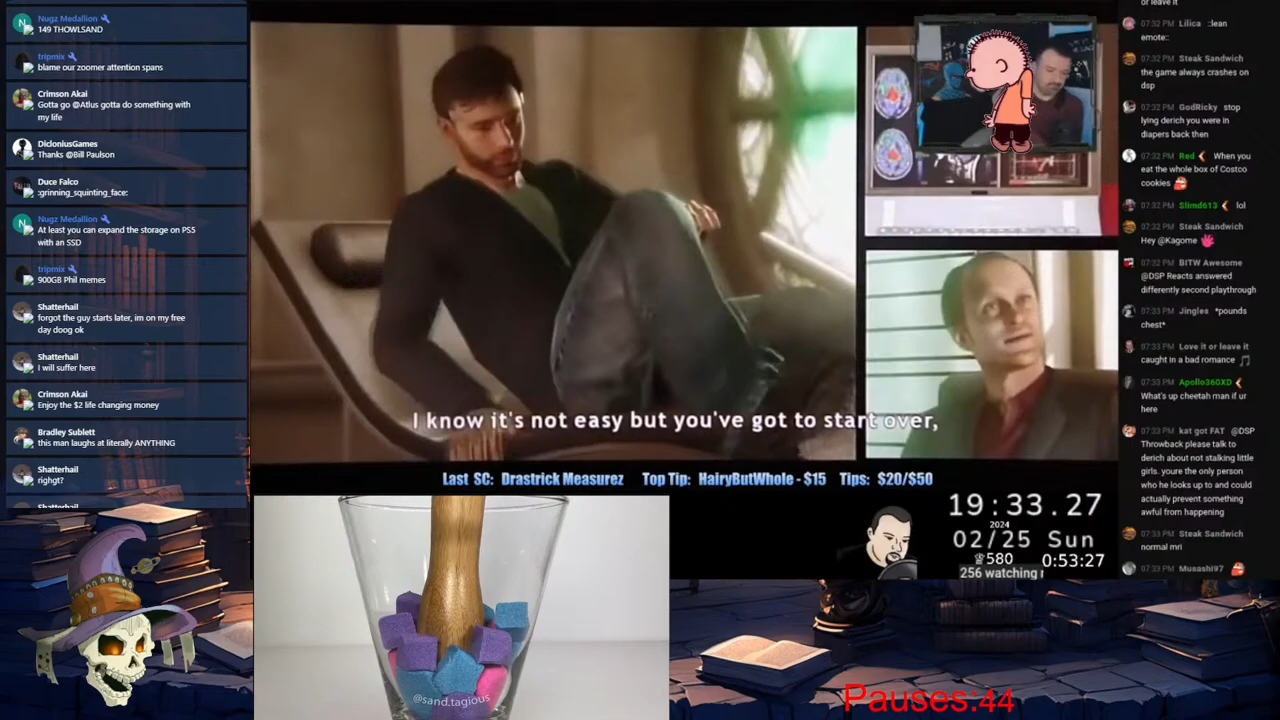 Nugz Medallion
149 THOWLSAND
tripmix
blame our zoomer attention spans
Crimson Akai
Gotta go @Atlus gotta do something with
my life
DicloniusGames
Thanks @Bill Paulson
Duce Falco
:grinning_squinting_face:
Nugz Medallion
At least you can expand the storage on PS5
with an SSD
tripmix
900GB Phil memes
Shatterhail
forgot the guy starts later, im on my free
day doog ok
Shatterhail
I will suffer here
Crimson Akai
Enjoy the $2 life changing money
Bradley Sublett
this man laughs at literally ANYTHING
Shatterhail
righgt?
Shatterhail
I know it's not easy but you've got to start over,
Last SC: Drastrick Measurez Top Tip: HairyButWhole - $15 Tips: $20/$50
19:33.27
2024
02/25 Sun
580 0:53:27
256 watching
@sand.tagious
Pauses:44
or leave it
07:32 PM Lilica ::lean
emote::
07:32 PM Steak Sandwich
the game always crashes on
dsp
07:32 PM GodRicky stop
lying derich you were in
diapers back then
07:32 PM Red When you
eat the whole box of Costco
cookies
07:32 PM Slimd613 lol
07:32 PM Steak Sandwich
Hey @Kagome
07:32 PM BITW Awesome
@DSP Reacts answered
differently second playthrough
07:33 PM Jingles *pounds
chest*
07:33 PM Love it or leave it
caught in a bad romance
07:33 PM Apollo360XD
What's up cheetah man if ur
here
07:33 PM kat got FAT @DSP
Throwback please talk to
derich about not stalking little
girls. youre the only person
who he looks up to and could
actually prevent something
awful from happening
07:33 PM Steak Sandwich
normal mri
07:33 PM Musashi97